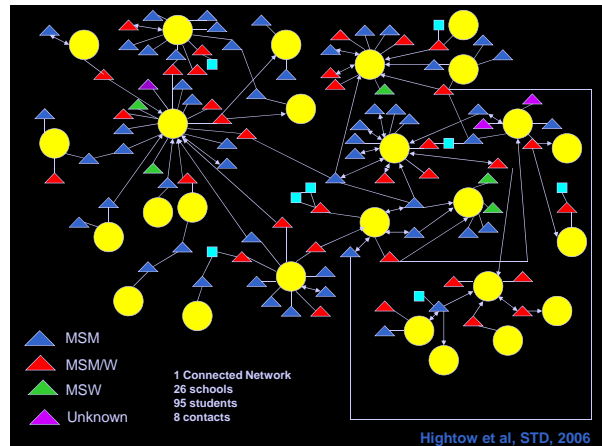 MSM
MSM/W
MSW
Unknown
1 Connected Network
26 schools
95 students
8 contacts
Hightow et al, STD, 2006